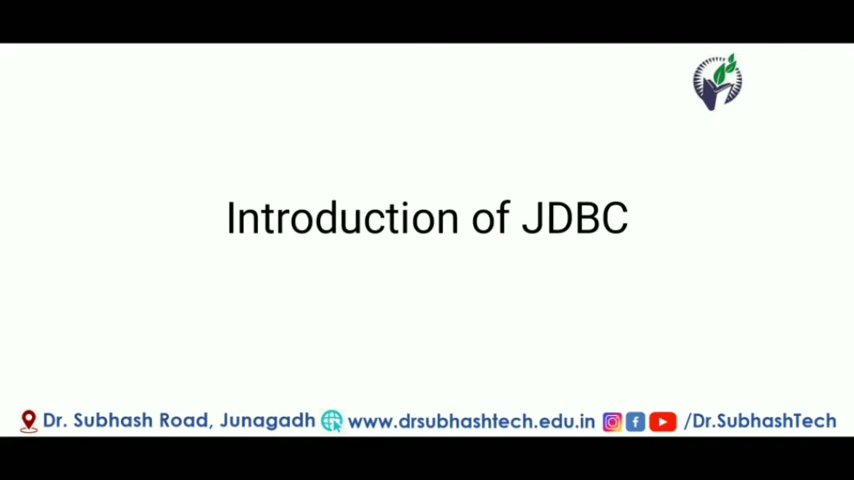 Introduction of JDBC
Dr. Subhash Road, Junagadh www.drsubhashtech.edu.in /Dr.SubhashTech